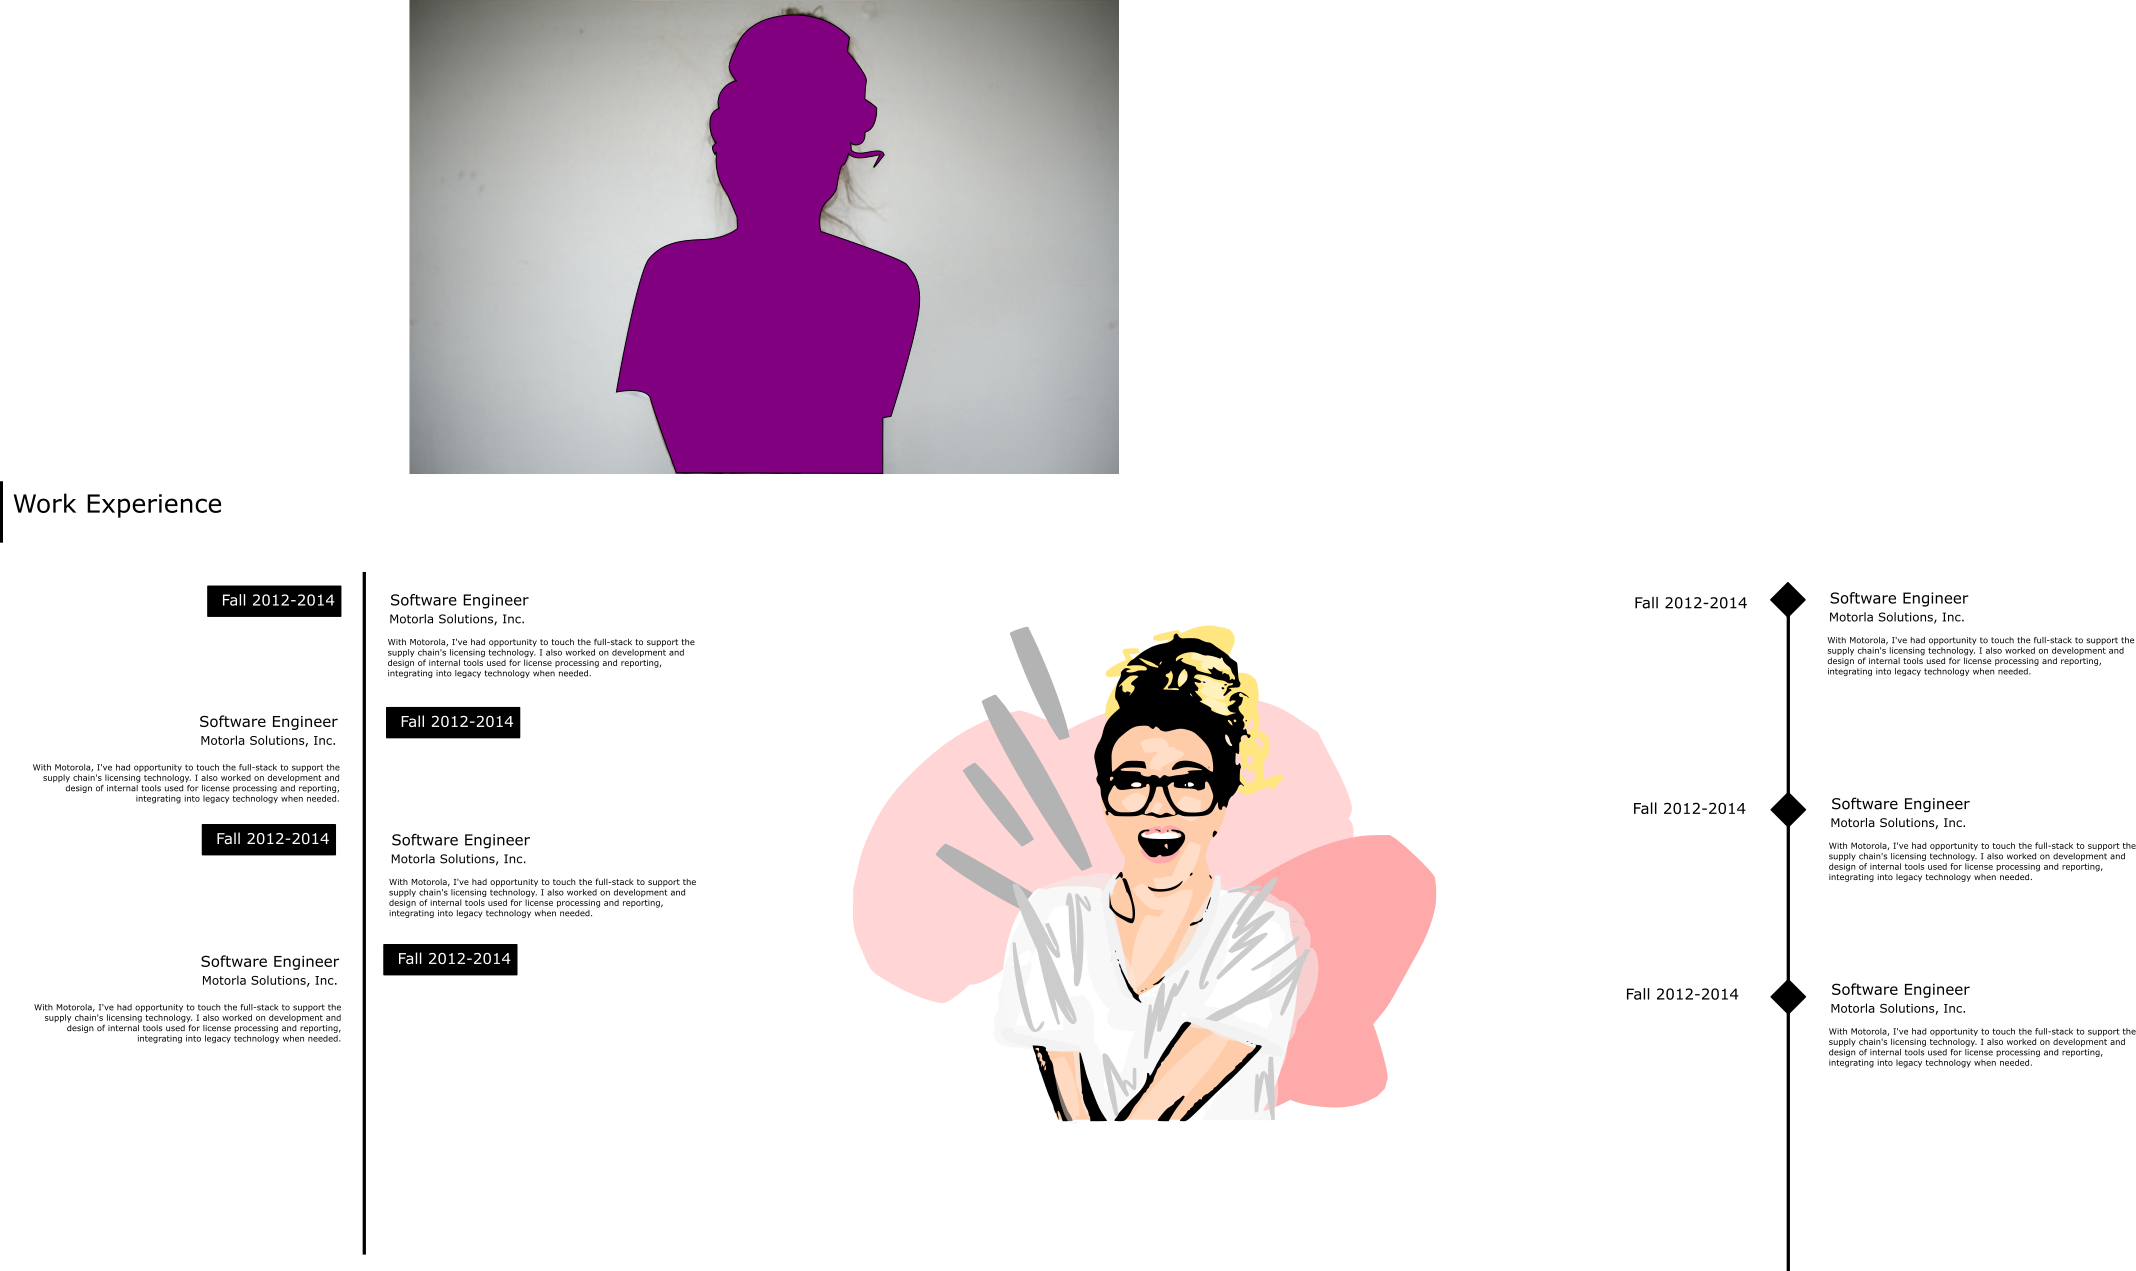 Work Experience
Fall 2012-2014
Software Engineer
Motorla Solutions, Inc.
With Motorola, I've had opportunity to touch the full-stack to support the
supply chain's licensing technology. I also worked on development and
design of internal tools used for license processing and reporting,
integrating into legacy technology when needed.
Software Engineer
Motorla Solutions, Inc.
With Motorola, I've had opportunity to touch the full-stack to support the
supply chain's licensing technology. I also worked on development and
design of internal tools used for license processing and reporting,
integrating into legacy technology when needed.
Fall 2012-2014
Fall 2012-2014
Software Engineer
Motorla Solutions, Inc.
With Motorola, I've had opportunity to touch the full-stack to support the
supply chain's licensing technology. I also worked on development and
design of internal tools used for license processing and reporting,
integrating into legacy technology when needed.
Software Engineer
Motorla Solutions, Inc.
With Motorola, I've had opportunity to touch the full-stack to support the
supply chain's licensing technology. I also worked on development and
design of internal tools used for license processing and reporting,
integrating into legacy technology when needed.
Fall 2012-2014
Fall 2012-2014
Software Engineer
Motorla Solutions, Inc.
With Motorola, I've had opportunity to touch the full-stack to support the
supply chain's licensing technology. I also worked on development and
design of internal tools used for license processing and reporting,
integrating into legacy technology when needed.
Fall 2012-2014
Software Engineer
Motorla Solutions, Inc.
With Motorola, I've had opportunity to touch the full-stack to support the
supply chain's licensing technology. I also worked on development and
design of internal tools used for license processing and reporting,
integrating into legacy technology when needed.
Fall 2012-2014
Software Engineer
Motorla Solutions, Inc.
With Motorola, I've had opportunity to touch the full-stack to support the
supply chain's licensing technology. I also worked on development and
design of internal tools used for license processing and reporting,
integrating into legacy technology when needed.